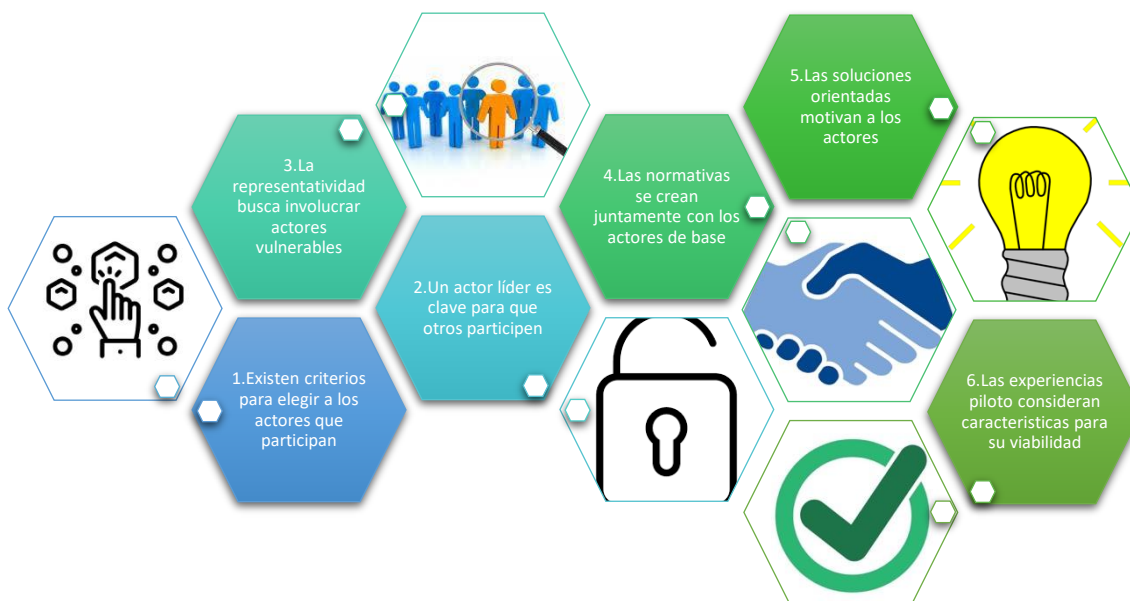 1.Existen criterios
para elegir a los
actores que
participan
2.Un actor líder es
clave para que
otros participen
3.La
representatividad
busca involucrar
actores
vulnerables
4.Las normativas
se crean
juntamente con los
actores de base
5.Las soluciones
orientadas
motivan a los
actores
6.Las experiencias
piloto consideran
caracteristicas para
su viabilidad